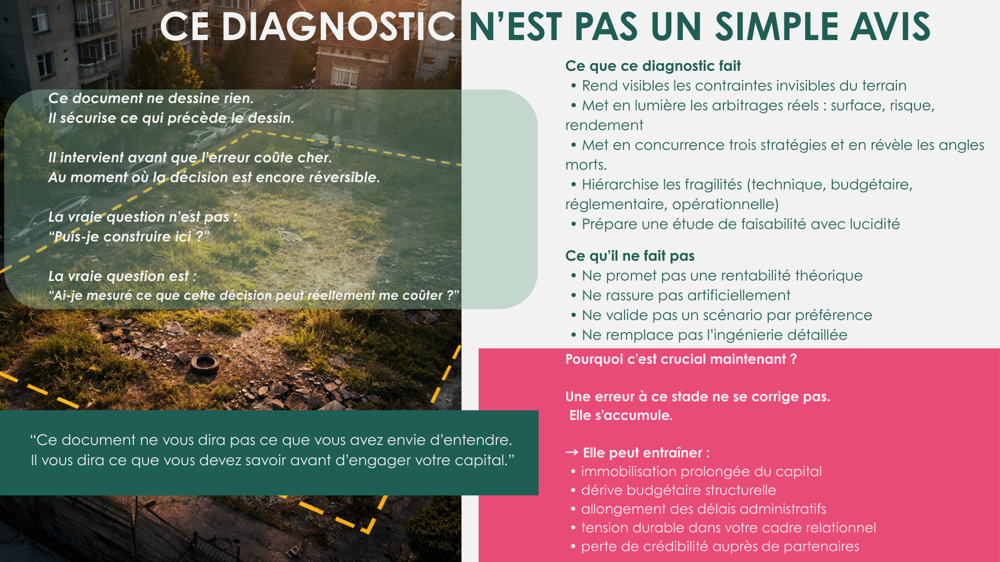 CE DIAGNOSTIC N’EST PAS UN SIMPLE AVIS
Ce document ne dessine rien.
Il sécurise ce qui précède le dessin.
Il intervient avant que l’erreur coûte cher.
Au moment où la décision est encore réversible.
La vraie question n’est pas :
“Puis-je construire ici ?”
La vraie question est :
“Ai-je mesuré ce que cette décision peut réellement me coûter ?”
“Ce document ne vous dira pas ce que vous avez envie d’entendre.
Il vous dira ce que vous devez savoir avant d’engager votre capital.”
Ce que ce diagnostic fait
• Rend visibles les contraintes invisibles du terrain
• Met en lumière les arbitrages réels : surface, risque,
rendement
• Met en concurrence trois stratégies et en révèle les angles
morts.
• Hiérarchise les fragilités (technique, budgétaire,
réglementaire, opérationnelle)
• Prépare une étude de faisabilité avec lucidité
Ce qu’il ne fait pas
• Ne promet pas une rentabilité théorique
• Ne rassure pas artificiellement
• Ne valide pas un scénario par préférence
• Ne remplace pas l’ingénierie détaillée
Pourquoi c’est crucial maintenant ?
Une erreur à ce stade ne se corrige pas.
Elle s’accumule.
→ Elle peut entraîner :
• immobilisation prolongée du capital
• dérive budgétaire structurelle
• allongement des délais administratifs
• tension durable dans votre cadre relationnel
• perte de crédibilité auprès de partenaires